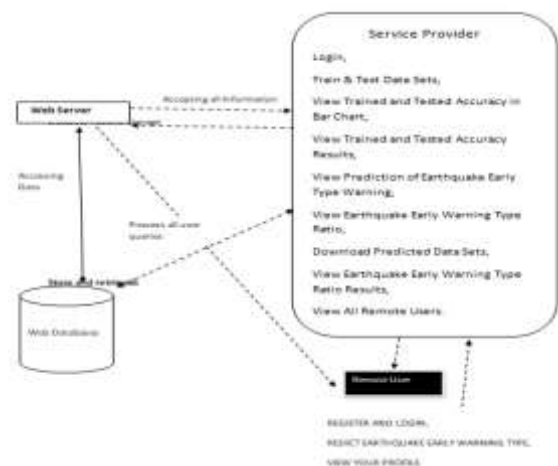 Service Provider
Login,
Train & Test Data Sets,
View Trained and Tested Accuracy in
Bar Chart,
View Trained and Tested Accuracy
Results,
View Prediction of Earthquake Early
Type Warning,
View Earthquake Early Warning Type
Ratio,
Download Predicted Data Sets,
View Earthquake Early Warning Type
Ratio Results,
View All Remote Users.
Accepting all Information
Web Server
Accessing
Data
Process all user
queries
Store and retrievals
Web Database
Remote User
REGISTER AND LOGIN,
REDICT EARTHQUAKE EARLY WARNING TYPE,
VIEW YOUR PROFILE.